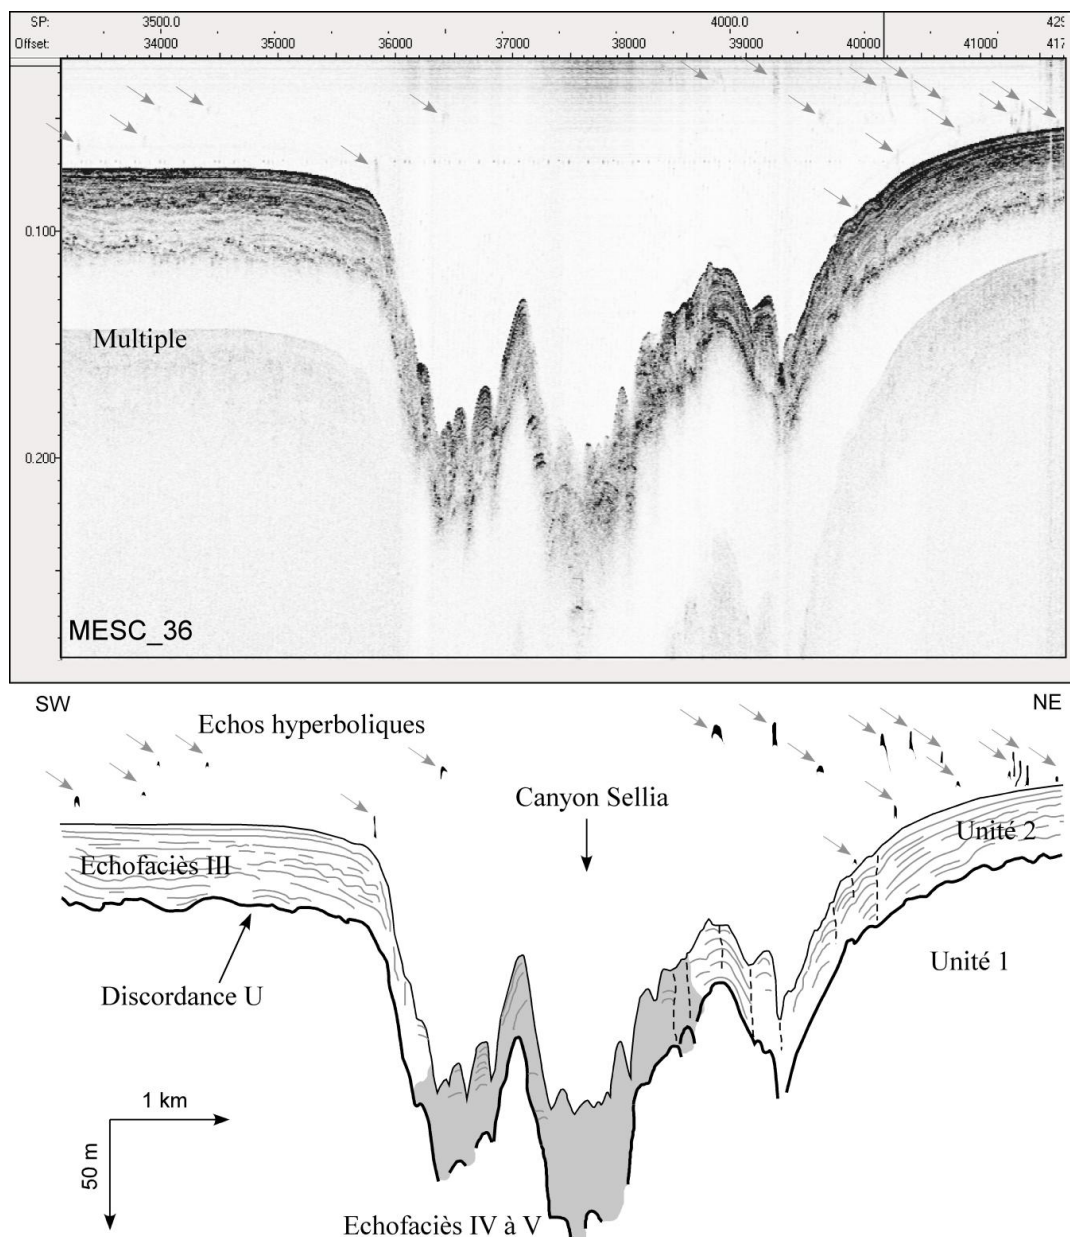 SP: 3500.0 4000.0 429
Offset: 34000 35000 36000 37000 38000 39000 40000 41000 417
0.100
Multiple
0.200
MESC_36
SW NE
Echos hyperboliques
Canyon Sellia
Unité 2
Echofaciès III
Unité 1
Discordance U
1 km
50 m
Echofaciès IV à V